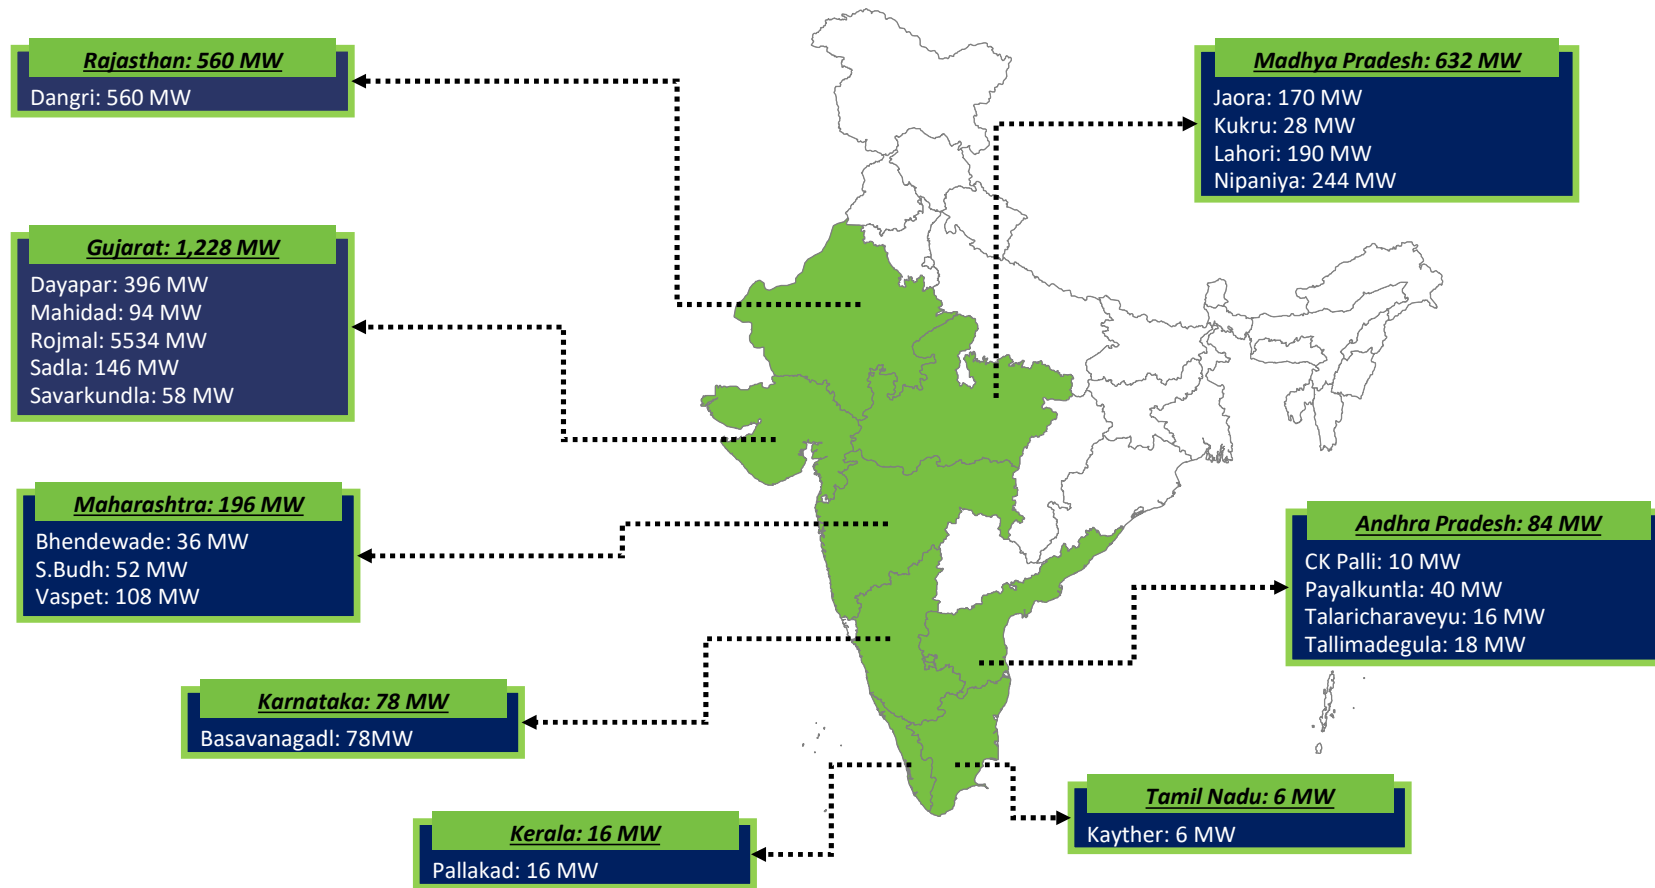 Rajasthan: 560 MW
Dangri: 560 MW
Gujarat: 1,228 MW
Dayapar: 396 MW
Mahidad: 94 MW
Rojmal: 5534 MW
Sadla: 146 MW
Savarkundla: 58 MW
Maharashtra: 196 MW
Bhendewade: 36 MW
S.Budh: 52 MW
Vaspet: 108 MW
Karnataka: 78 MW
Basavanagadl: 78MW
Kerala: 16 MW
Pallakad: 16 MW
Madhya Pradesh: 632 MW
Jaora: 170 MW
Kukru: 28 MW
Lahori: 190 MW
Nipaniya: 244 MW
Andhra Pradesh: 84 MW
CK Palli: 10 MW
Payalkuntla: 40 MW
Talaricharaveyu: 16 MW
Tallimadegula: 18 MW
Tamil Nadu: 6 MW
Kayther: 6 MW